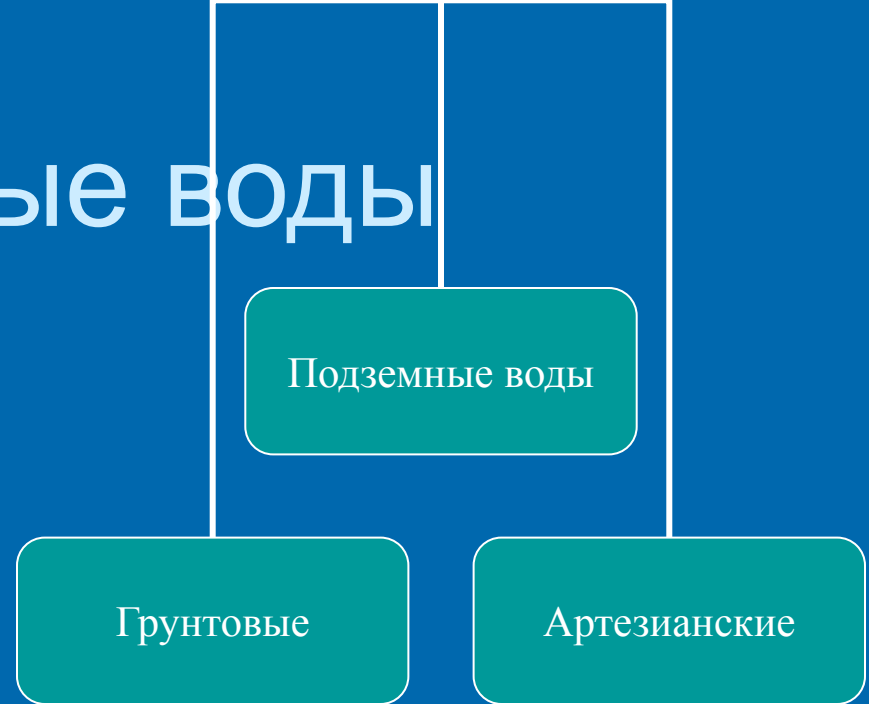 ые воды
Подземные воды
Грунтовые
Артезианские